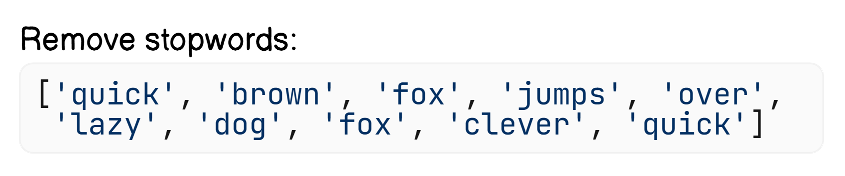 Remove stopwords:
['quick', 'brown', 'fox', 'jumps', 'over',
'lazy', 'dog', 'fox', 'clever', 'quick']